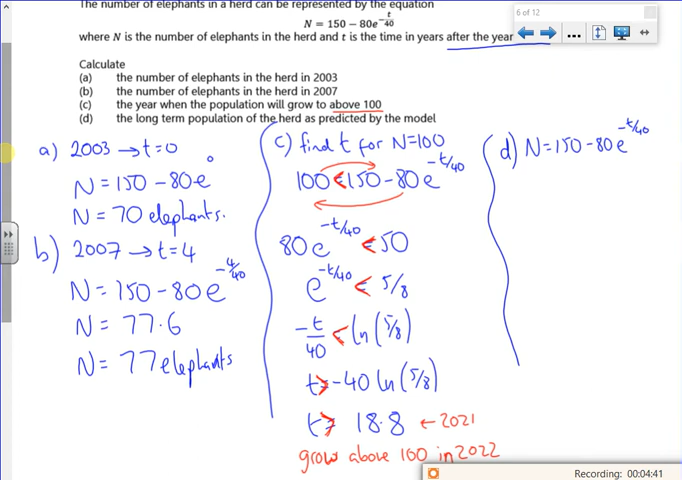 The number of elephants in a herd can be represented by the equation
N = 150 − 80e^(−t/40)
where N is the number of elephants in the herd and t is the time in years after the year
6 of 12
...
Calculate
(a) the number of elephants in the herd in 2003
(b) the number of elephants in the herd in 2007
(c) the year when the population will grow to above 100
(d) the long term population of the herd as predicted by the model
a) 2003 → t=0
N=150−80e^0
N=70 elephants.
b) 2007 → t=4
N=150−80e^(−4/40)
N=77.6
N=77 elephants
c) find t for N=100
100<150−80e^(−t/40)
80e^(−t/40) < 50
e^(−t/40) < 5/8
−t/40 < ln(5/8)
t>−40 ln(5/8)
t> 18.8 ← 2021
grow above 100 in 2022
d) N=150−80e^(−t/40)
Recording: 00:04:41